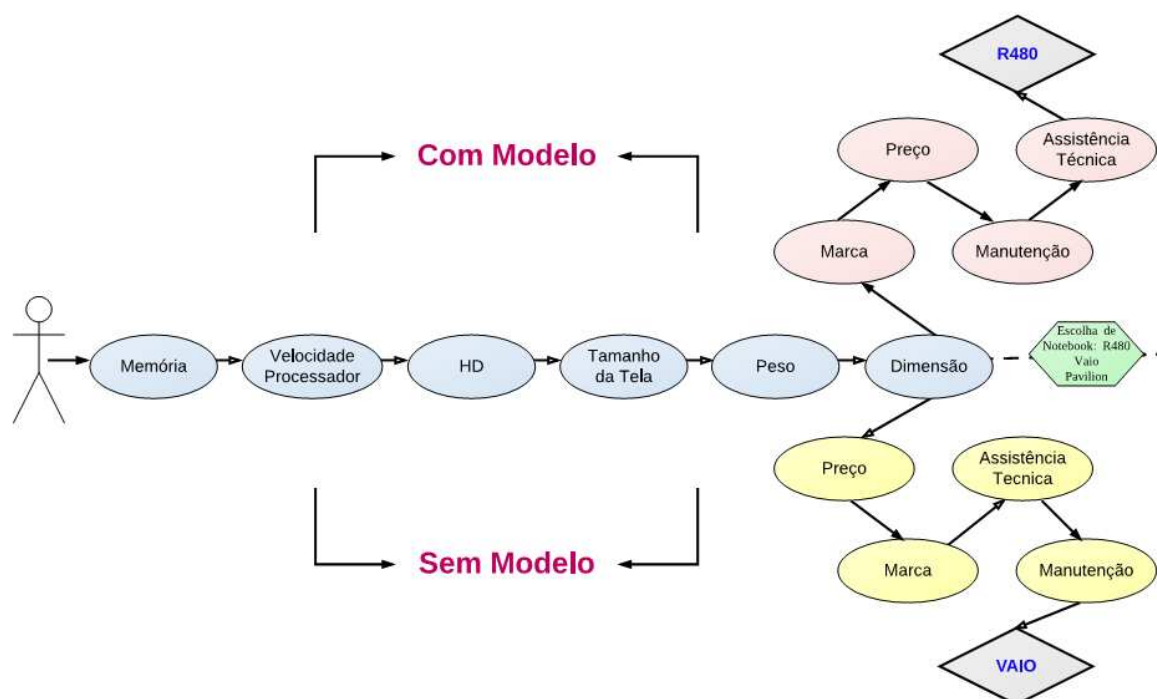 R480
Com Modelo
Preço
Assistência
Técnica
Marca
Manutenção
Memória
Velocidade
Processador
HD
Tamanho
da Tela
Peso
Dimensão
Escolha de
Notebook: R480
Vaio
Pavilion
Preço
Assistência
Tecnica
Sem Modelo
Marca
Manutenção
VAIO